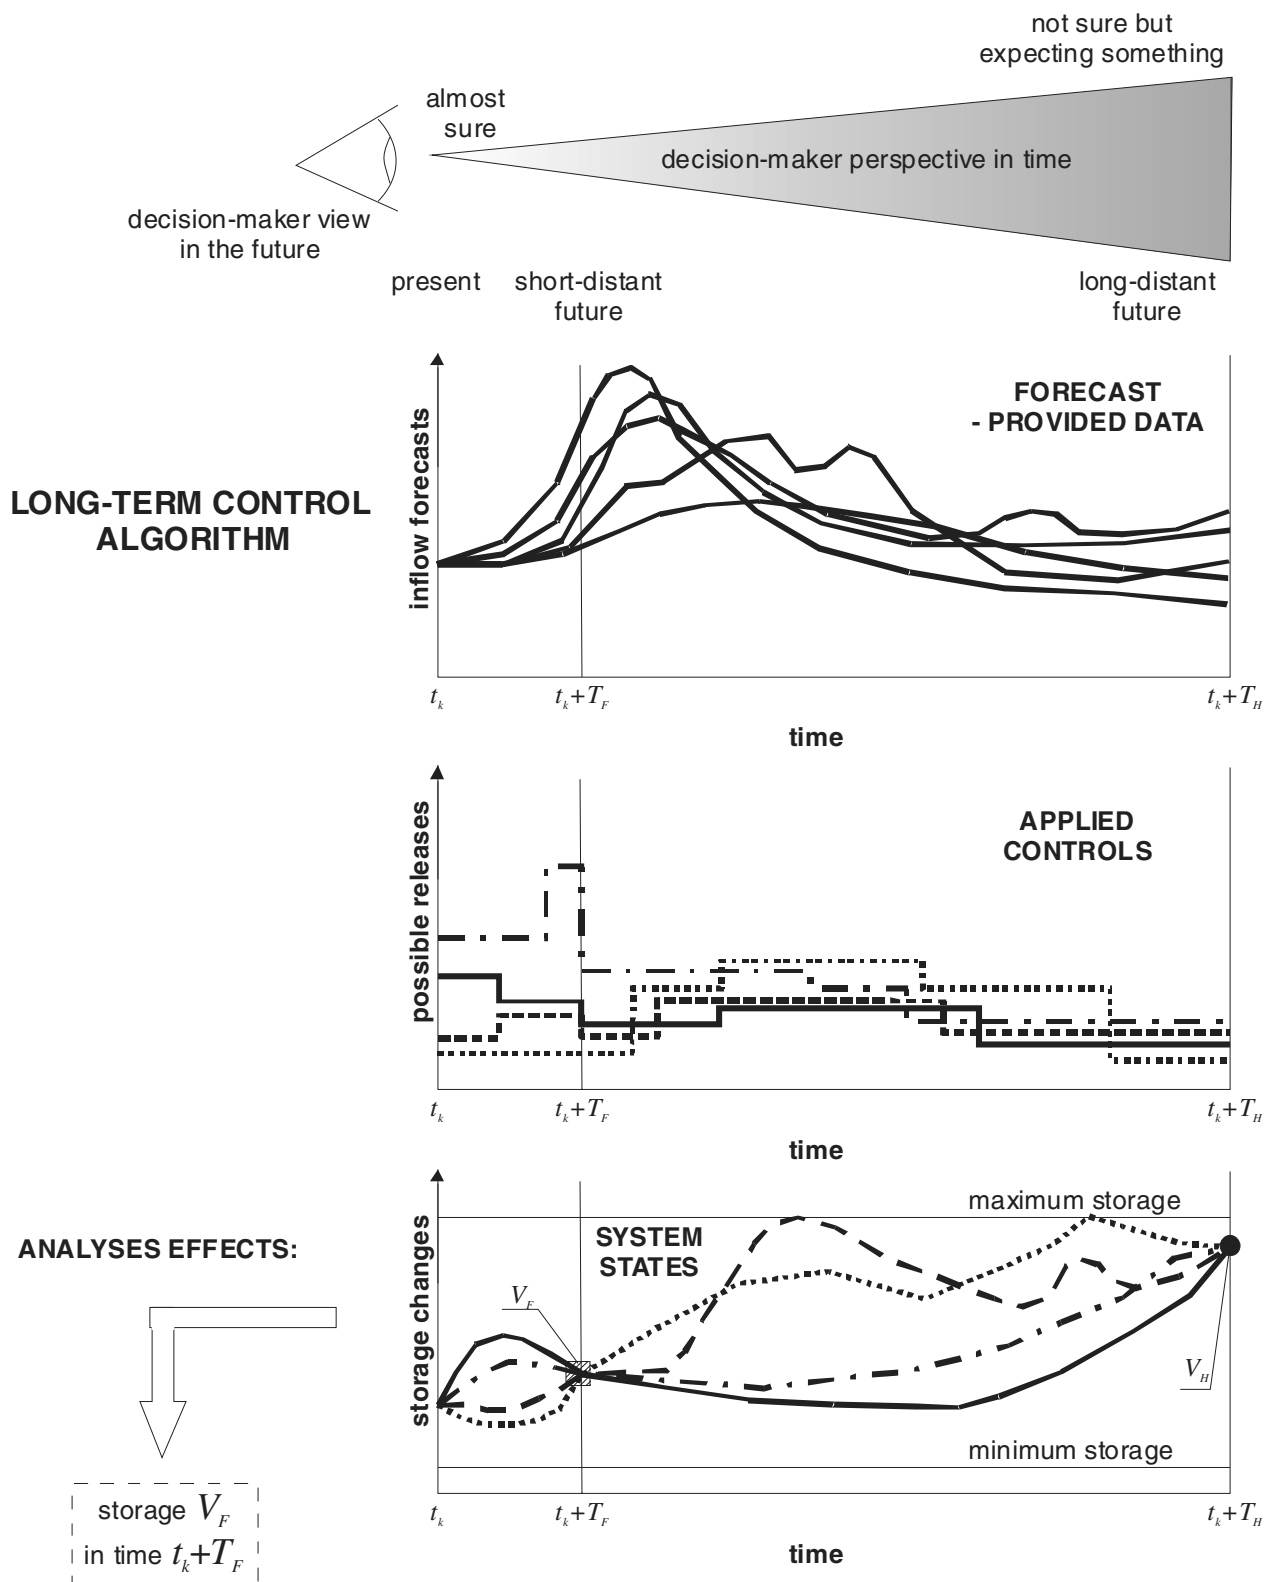 not sure but
expecting something
almost
sure
decision-maker perspective in time
decision-maker view
in the future
present
short-distant
future
long-distant
future
FORECAST
- PROVIDED DATA
LONG-TERM CONTROL
ALGORITHM
inflow forecasts
t_k
t_k+T_F
t_k+T_H
time
APPLIED
CONTROLS
possible releases
t_k
t_k+T_F
t_k+T_H
time
ANALYSES EFFECTS:
maximum storage
SYSTEM
STATES
storage changes
V_F
V_H
minimum storage
t_k
t_k+T_F
t_k+T_H
time
storage V_F
in time t_k+T_F